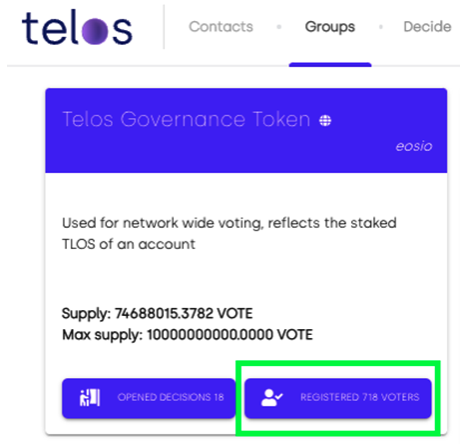 telos
Contacts • Groups • Decide
Telos Governance Token
eosio
Used for network wide voting, reflects the staked
TLOS of an account
Supply: 74688015.3782 VOTE
Max supply: 10000000000.0000 VOTE
OPENED DECISIONS 18
REGISTERED 718 VOTERS